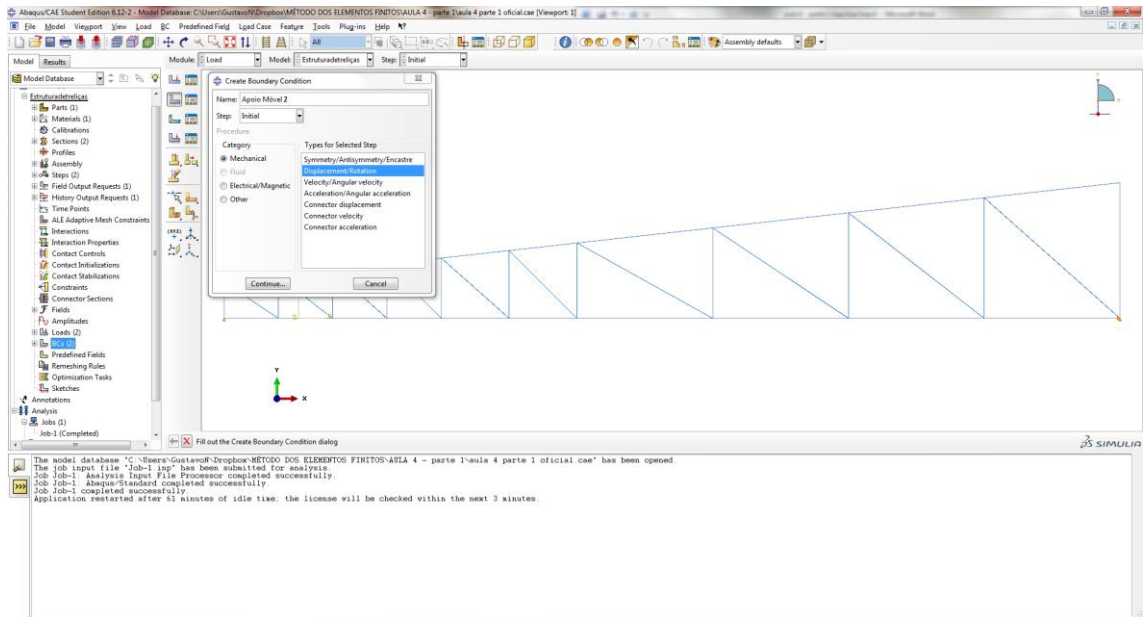 Abaqus/CAE Student Edition 6.12-2 - Model Database: C:\Users\GustavoN\Dropbox\MÉTODO DOS ELEMENTOS FINITOS\AULA 4 - parte 1\aula 4 parte 1 oficial.cae [Viewport: 1]
File Model Viewport View Load BC Predefined Field Load Case Feature Tools Plug-ins Help
All
Assembly defaults
Model Results
Module: Load Model: Estruturadetreliças Step: Initial
Model Database
Estruturadetreliças
Parts (1)
Materials (1)
Calibrations
Sections (2)
Profiles
Assembly
Steps (2)
Field Output Requests (1)
History Output Requests (1)
Time Points
ALE Adaptive Mesh Constraints
Interactions
Interaction Properties
Contact Controls
Contact Initializations
Contact Stabilizations
Constraints
Connector Sections
Fields
Amplitudes
Loads (2)
BCs (2)
Predefined Fields
Remeshing Rules
Optimization Tasks
Sketches
Annotations
Analysis
Jobs (1)
Job-1 (Completed)
Create Boundary Condition
Name: Apoio Móvel 2
Step: Initial
Procedure:
Category
Mechanical
Fluid
Electrical/Magnetic
Other
Types for Selected Step
Symmetry/Antisymmetry/Encastre
Displacement/Rotation
Velocity/Angular velocity
Acceleration/Angular acceleration
Connector displacement
Connector velocity
Connector acceleration
Continue... Cancel
Y
X
Fill out the Create Boundary Condition dialog
SIMULIA
The model database "C:\Users\GustavoN\Dropbox\MÉTODO DOS ELEMENTOS FINITOS\AULA 4 - parte 1\aula 4 parte 1 oficial.cae" has been opened.
The job input file "Job-1.inp" has been submitted for analysis.
Job Job-1: Analysis Input File Processor completed successfully.
Job Job-1: Abaqus/Standard completed successfully.
Job Job-1 completed successfully.
Application restarted after 61 minutes of idle time; the license will be checked within the next 3 minutes.